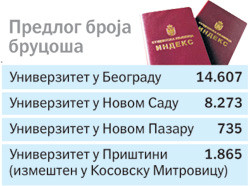 Предлог броја
бруцоша
ИНДЕКС
ИНДЕКС
Универзитет у Београду 14.607
Универзитет у Новом Саду 8.273
Универзитет у Новом Пазару 735
Универзитет у Приштини 1.865
(измештен у Косовску Митровицу)